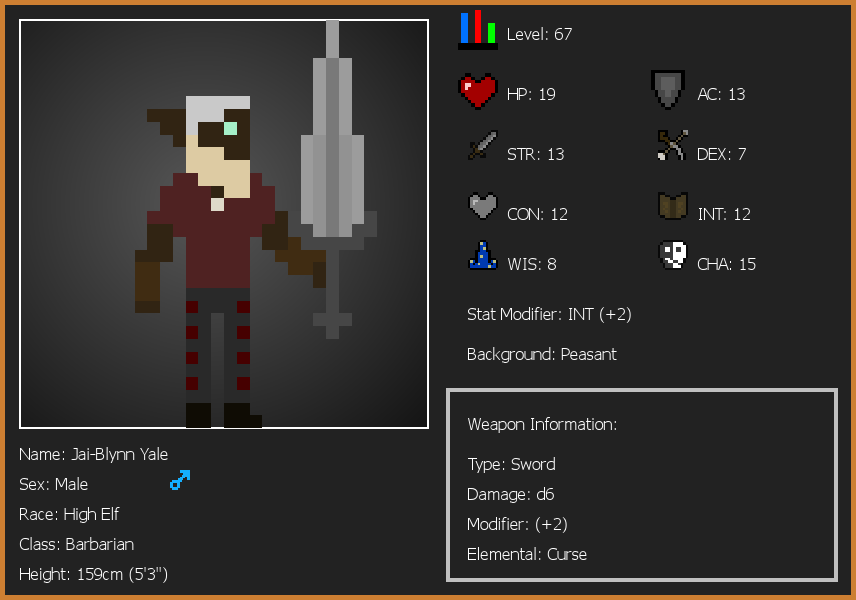 Level: 67
HP: 19
AC: 13
STR: 13
DEX: 7
CON: 12
INT: 12
WIS: 8
CHA: 15
Stat Modifier: INT (+2)
Background: Peasant
Weapon Information:
Type: Sword
Damage: d6
Modifier: (+2)
Elemental: Curse
Name: Jai-Blynn Yale
Sex: Male
Race: High Elf
Class: Barbarian
Height: 159cm (5'3")